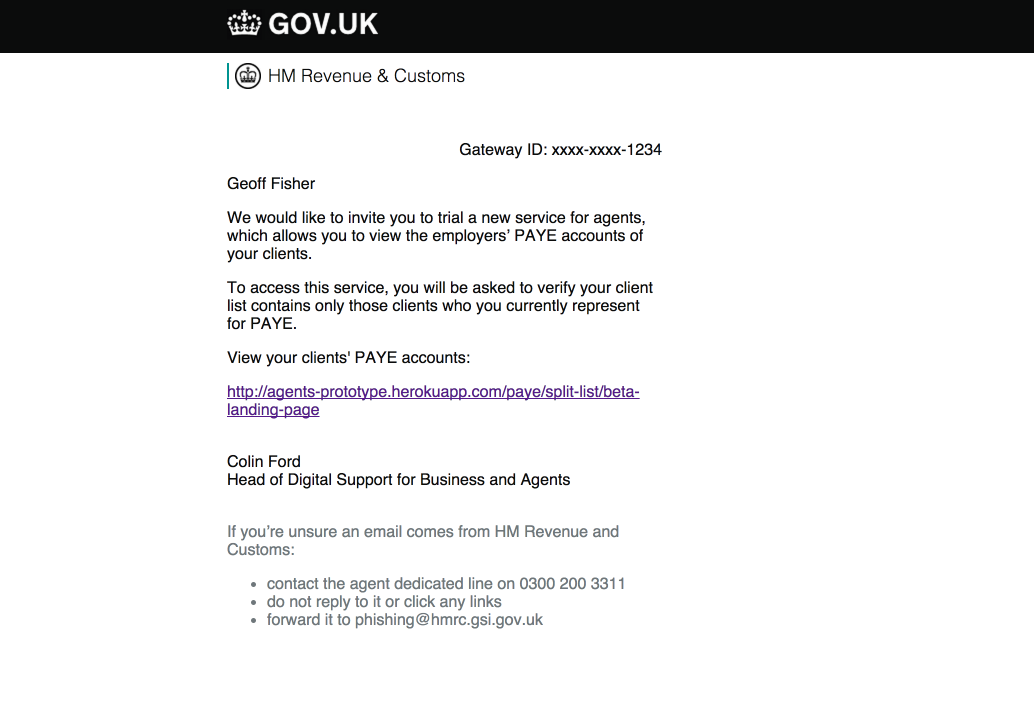 GOV.UK
HM Revenue & Customs
Gateway ID: xxxx-xxxx-1234
Geoff Fisher
We would like to invite you to trial a new service for agents,
which allows you to view the employers’ PAYE accounts of
your clients.
To access this service, you will be asked to verify your client
list contains only those clients who you currently represent
for PAYE.
View your clients' PAYE accounts:
http://agents-prototype.herokuapp.com/paye/split-list/beta-
landing-page
Colin Ford
Head of Digital Support for Business and Agents
If you’re unsure an email comes from HM Revenue and
Customs:
• contact the agent dedicated line on 0300 200 3311
• do not reply to it or click any links
• forward it to phishing@hmrc.gsi.gov.uk